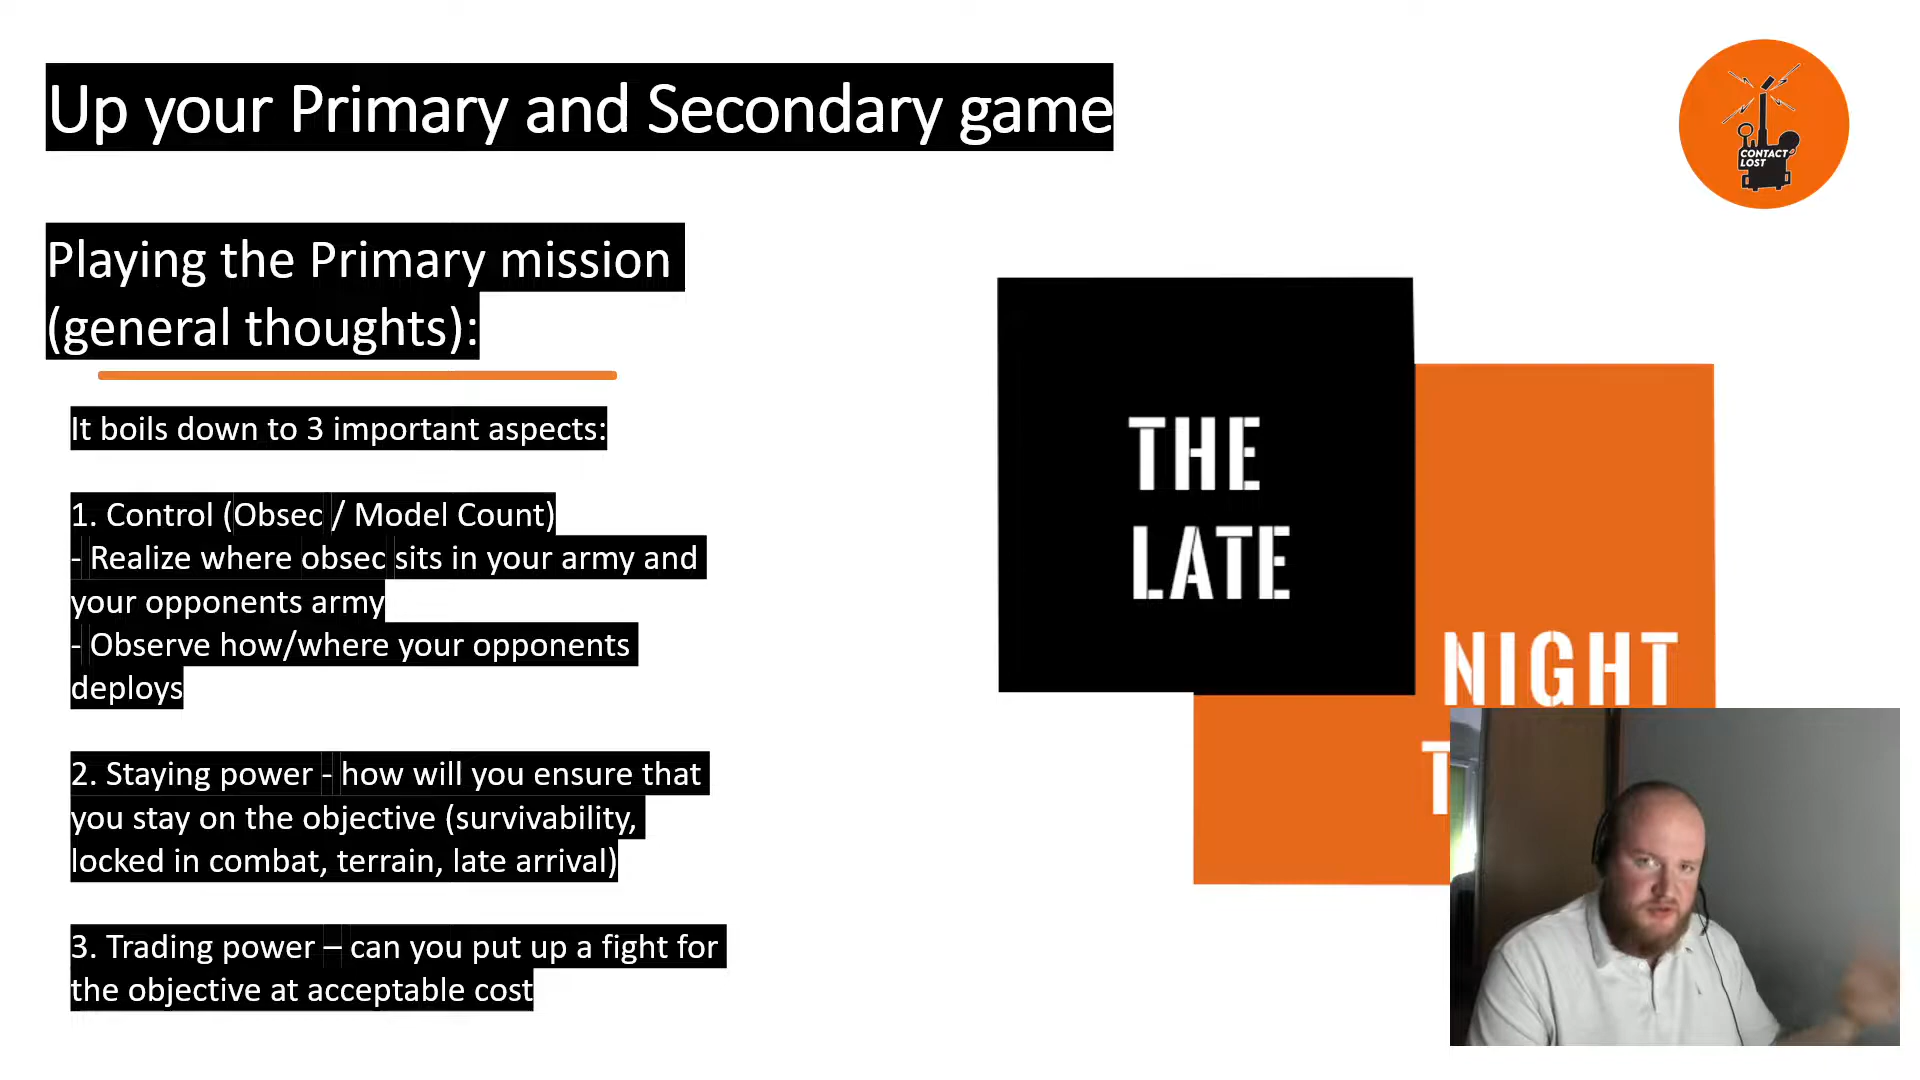 Up your Primary and Secondary game
CONTACT
LOST
Playing the Primary mission
(general thoughts):
It boils down to 3 important aspects:
1. Control (Obsec / Model Count)
- Realize where obsec sits in your army and
your opponents army
- Observe how/where your opponents
deploys
2. Staying power - how will you ensure that
you stay on the objective (survivability,
locked in combat, terrain, late arrival)
3. Trading power – can you put up a fight for
the objective at acceptable cost
THE
LATE
NIGHT